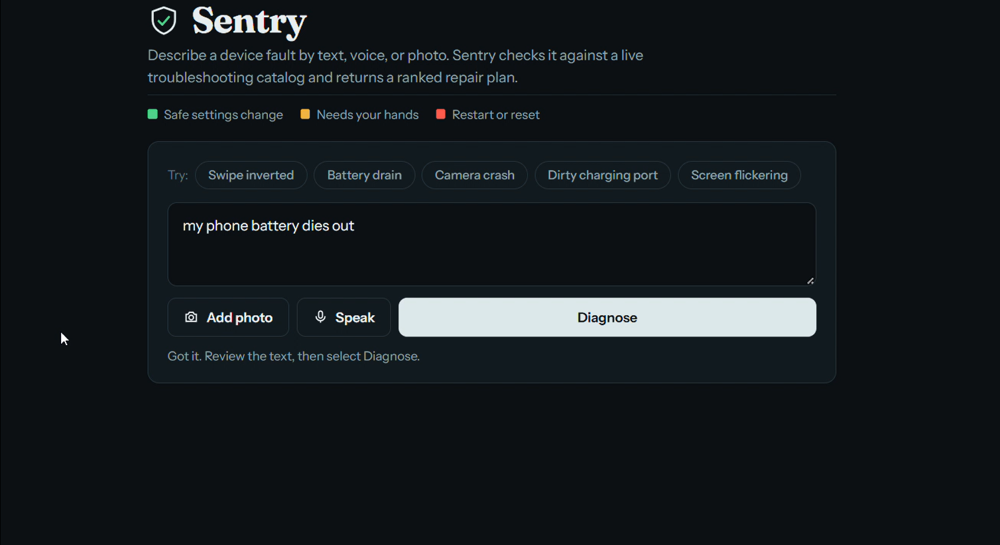 Sentry
Describe a device fault by text, voice, or photo. Sentry checks it against a live
troubleshooting catalog and returns a ranked repair plan.
Safe settings change Needs your hands Restart or reset
Try: Swipe inverted Battery drain Camera crash Dirty charging port Screen flickering
my phone battery dies out
Add photo Speak Diagnose
Got it. Review the text, then select Diagnose.